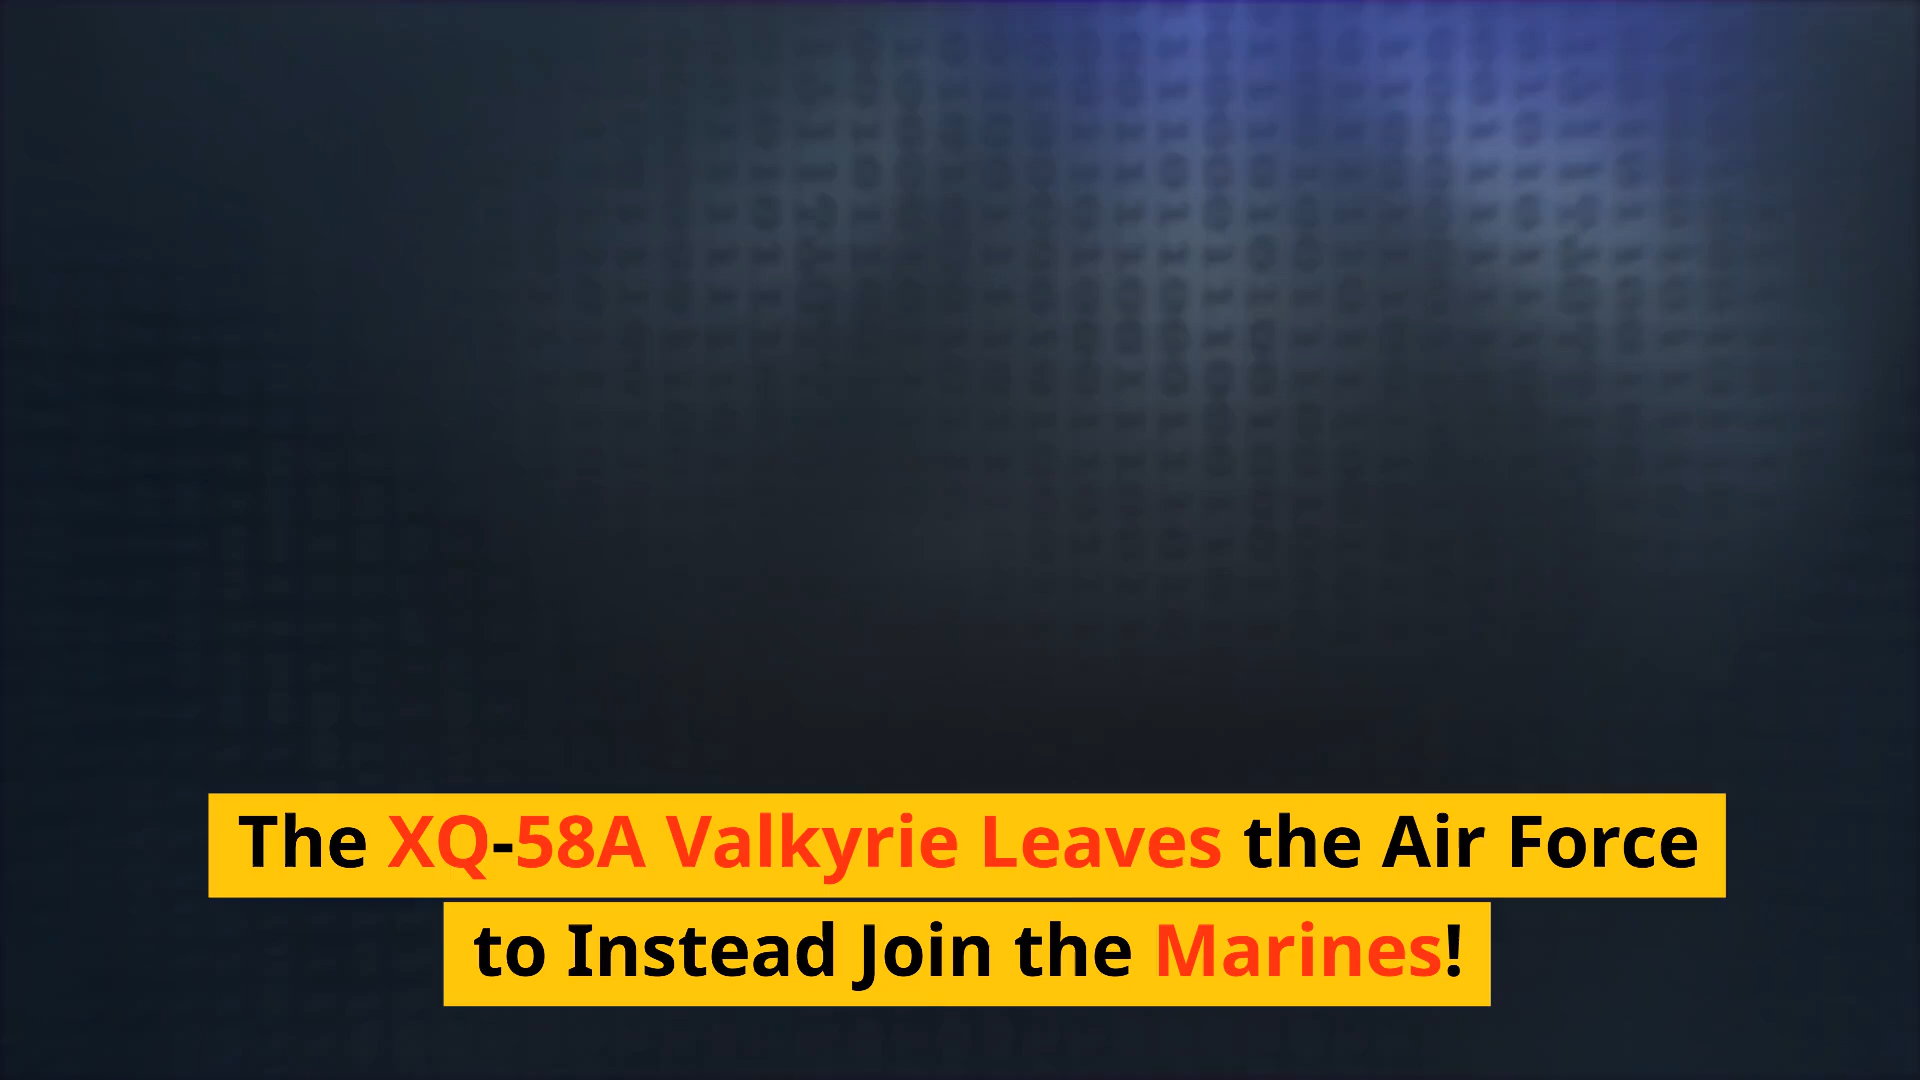 The XQ-58A Valkyrie Leaves the Air Force
to Instead Join the Marines!